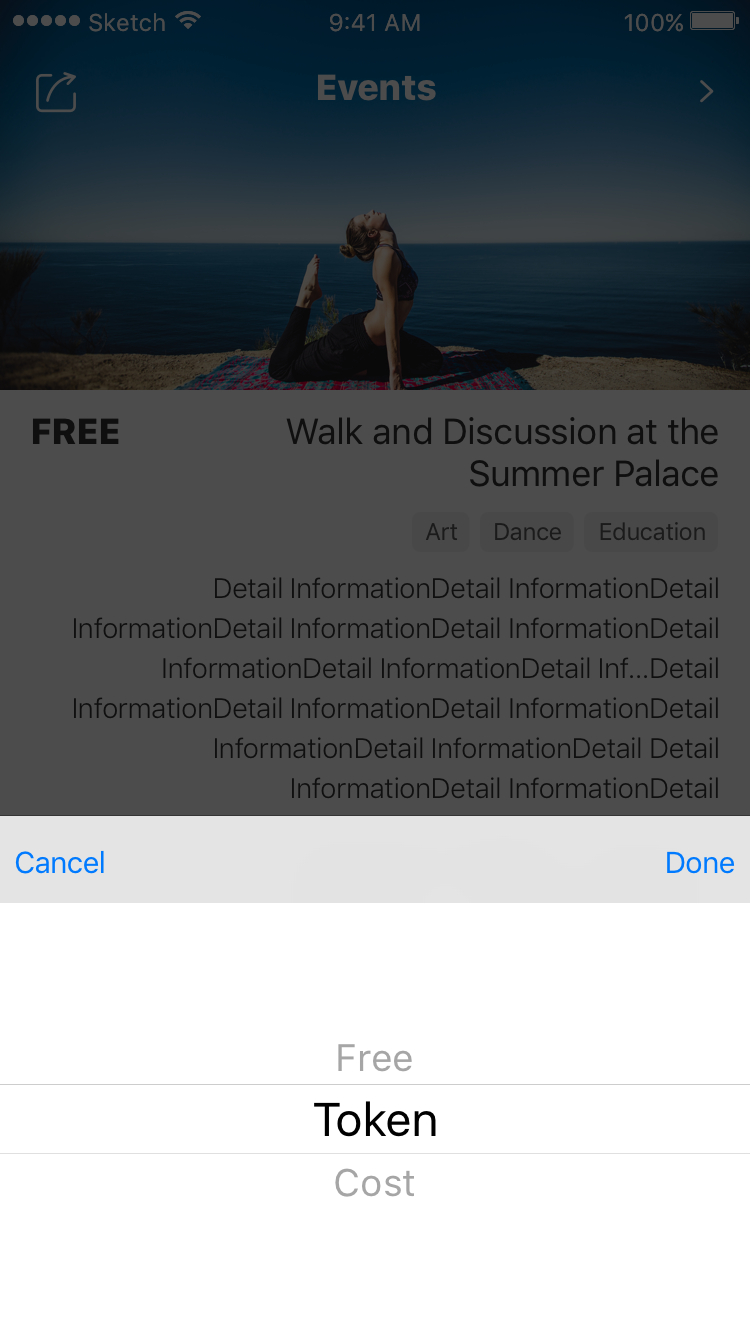 Sketch 9:41 AM 100%
Events
FREE Walk and Discussion at the
Summer Palace
Art Dance Education
Detail InformationDetail InformationDetail
InformationDetail InformationDetail InformationDetail
InformationDetail InformationDetail Inf...Detail
InformationDetail InformationDetail InformationDetail
InformationDetail InformationDetail Detail
InformationDetail InformationDetail
Cancel Done
Free
Token
Cost